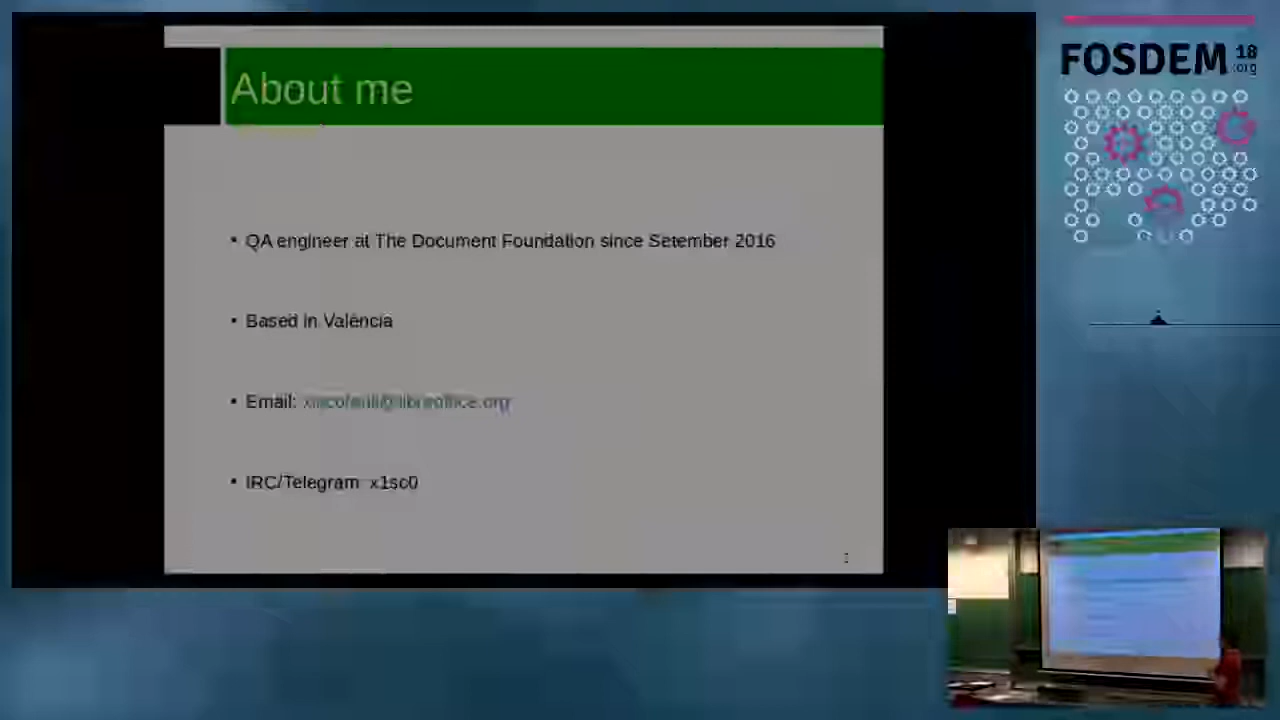 About me
FOSDEM 18
.org
• QA engineer at The Document Foundation since Setember 2016
• Based in València
• Email:
• IRC/Telegram x1sc0